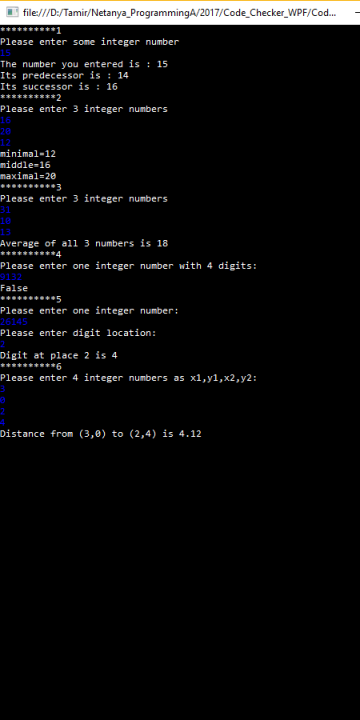 file:///D:/Tamir/Netanya_ProgrammingA/2017/Code_Checker_WPF/Cod...
**********1
Please enter some integer number
15
The number you entered is : 15
Its predecessor is : 14
Its successor is : 16
**********2
Please enter 3 integer numbers
16
20
12
minimal=12
middle=16
maximal=20
**********3
Please enter 3 integer numbers
31
10
13
Average of all 3 numbers is 18
**********4
Please enter one integer number with 4 digits:
False
**********5
Please enter one integer number:
Please enter digit location:
2
Digit at place 2 is 4
**********6
Please enter 4 integer numbers as x1,y1,x2,y2:
3
0
2
4
Distance from (3,0) to (2,4) is 4.12